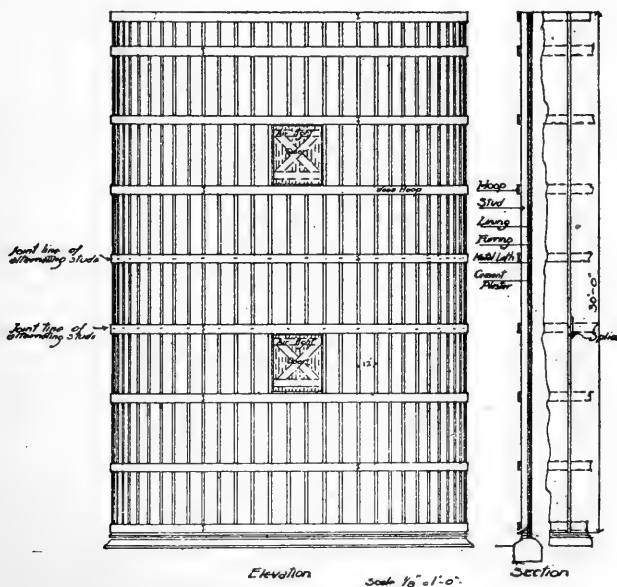 Air tight
Door
Wood Hoop
Joint line of
alternating studs
Joint line of
alternating studs
Air tight
Door
12"
Hoop
Stud
Lining
Furring
Metal Lath
Cement
Plaster
30'-0"
Splice
Elevation
Scale 1/8" = 1'-0"
Section